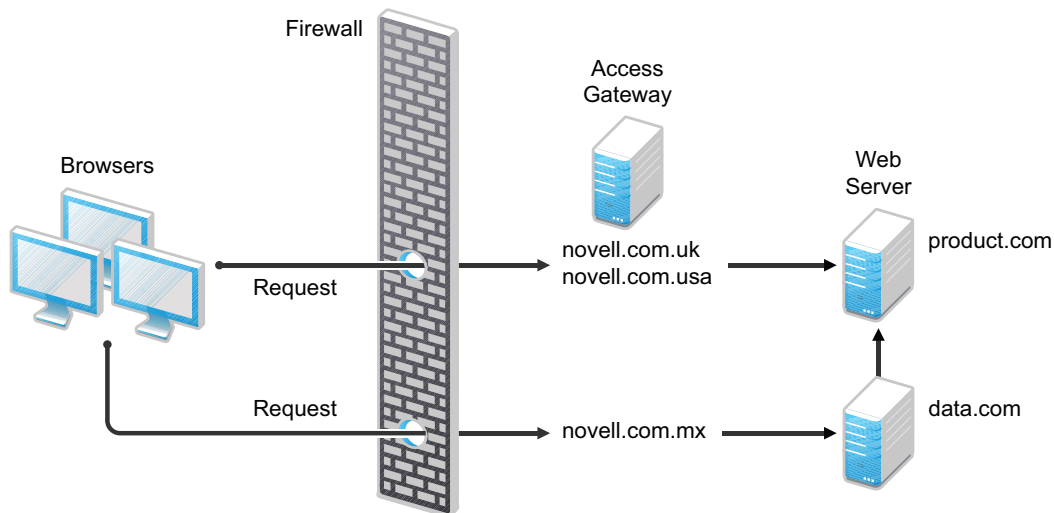 Firewall
Access
Gateway
Browsers
Web
Server
novell.com.uk
novell.com.usa
product.com
Request
Request
novell.com.mx
data.com